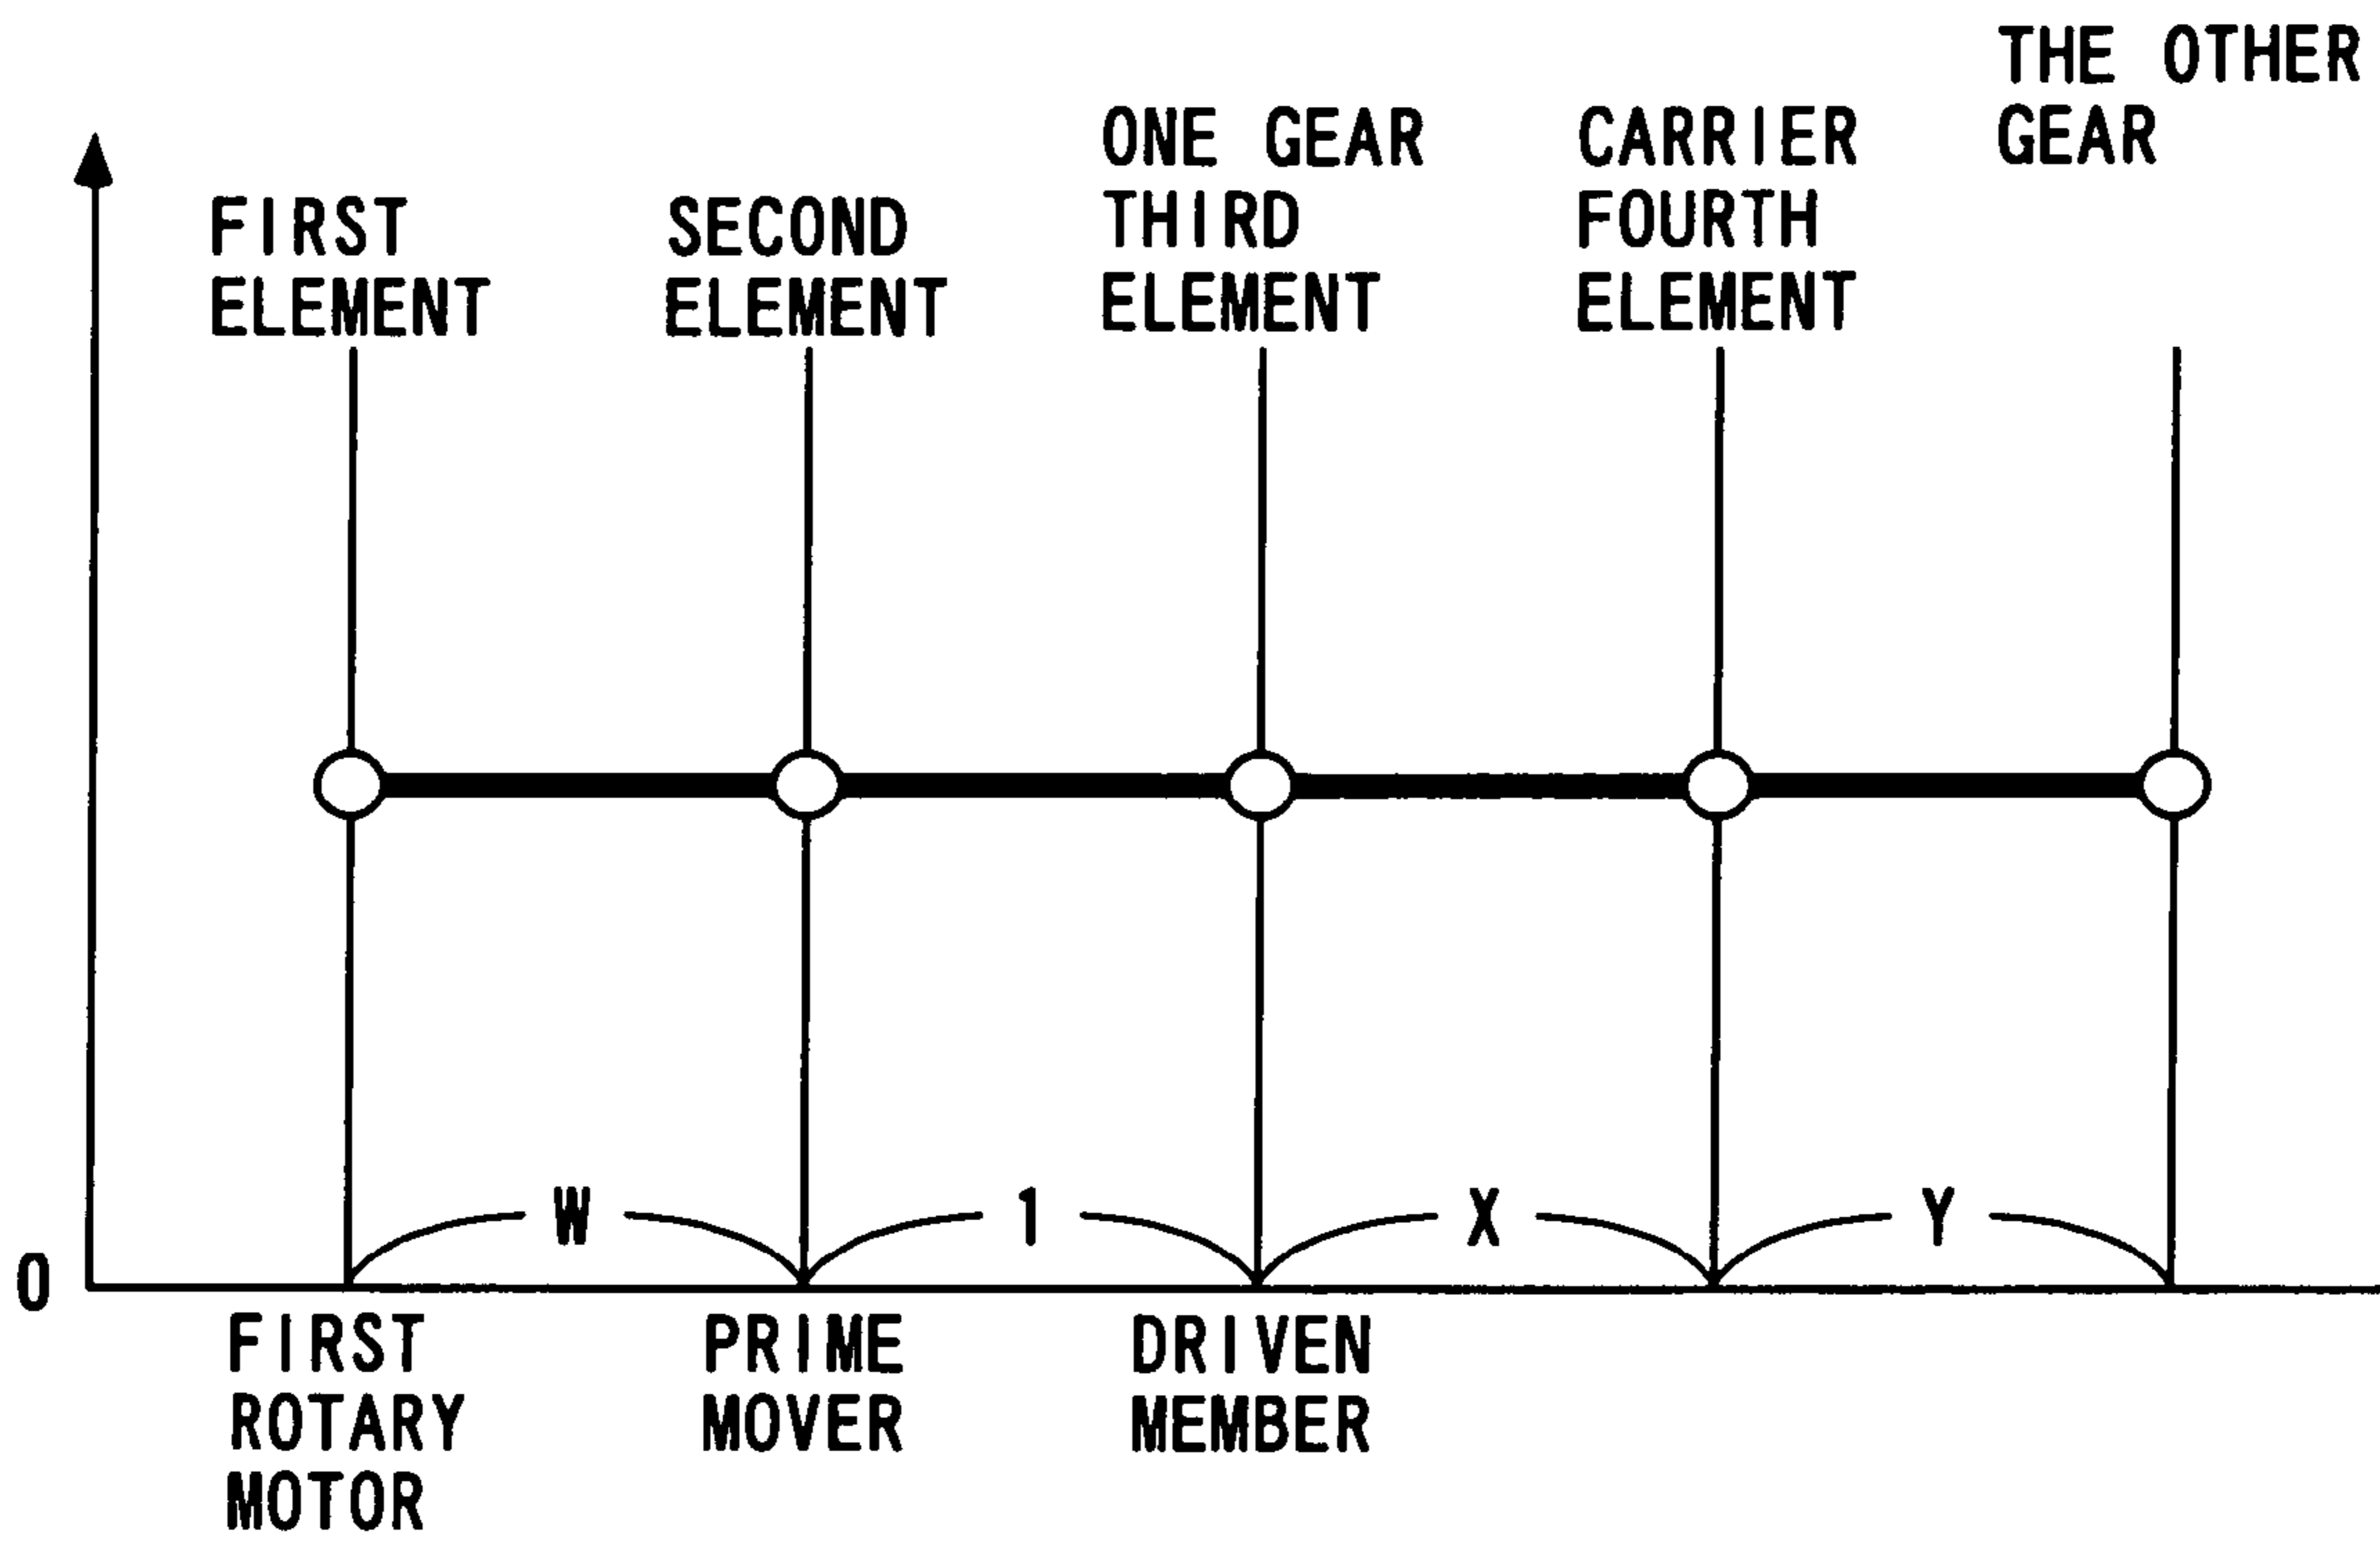 THE OTHER
GEAR
ONE GEAR
THIRD
ELEMENT
CARRIER
FOURTH
ELEMENT
FIRST
ELEMENT
SECOND
ELEMENT
W
1
X
Y
0
FIRST
ROTARY
MOTOR
PRIME
MOVER
DRIVEN
MEMBER